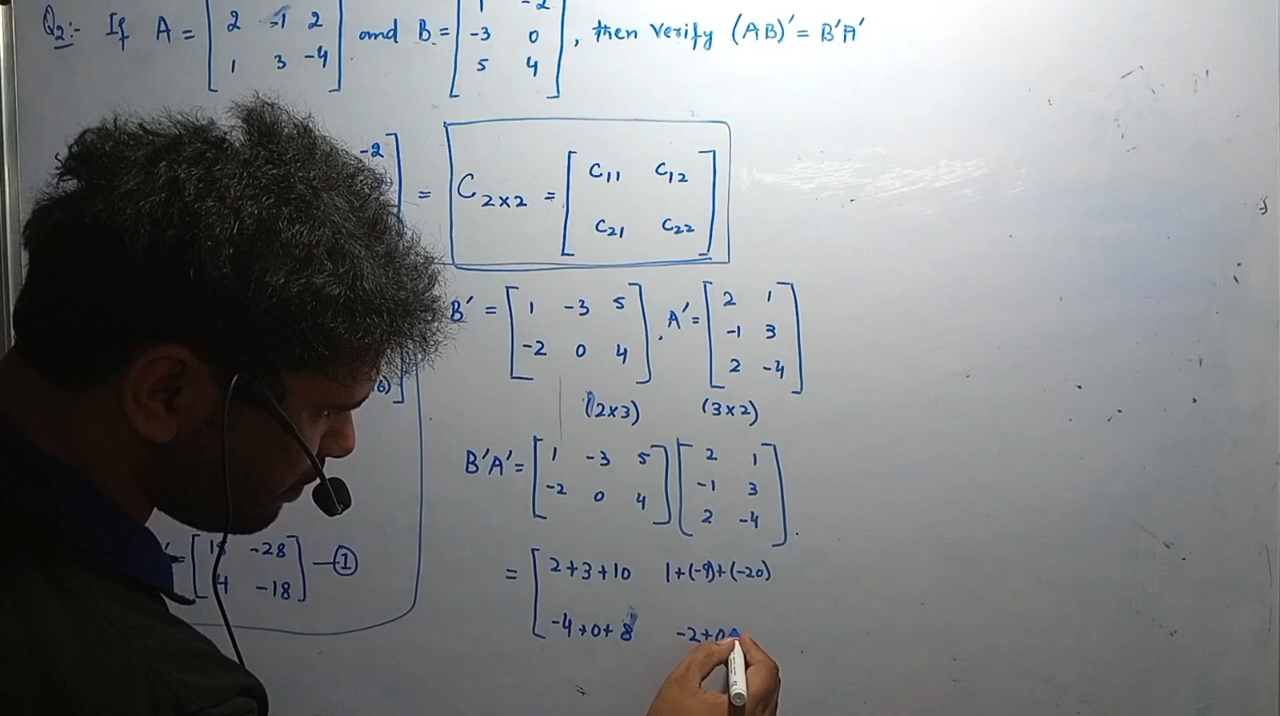 Q2:- If A = [2 -1 2] and B = [1 -2], then verify (AB)' = B'A'
[1 3 -4] [-3 0]
[5 4]
-2] = C2×2 = [C11 C12]
[C21 C22]
B' = [1 -3 5] . A' = [2 1]
[-2 0 4] [-1 3]
[2 -4]
6)]
(2×3) (3×2)
B'A' = [1 -3 5] [2 1]
[-2 0 4] [-1 3]
[2 -4].
' = [-28] — ①
[4 -18]
= [2+3+10 1+(-9)+(-20)
-4+0+8 -2+0